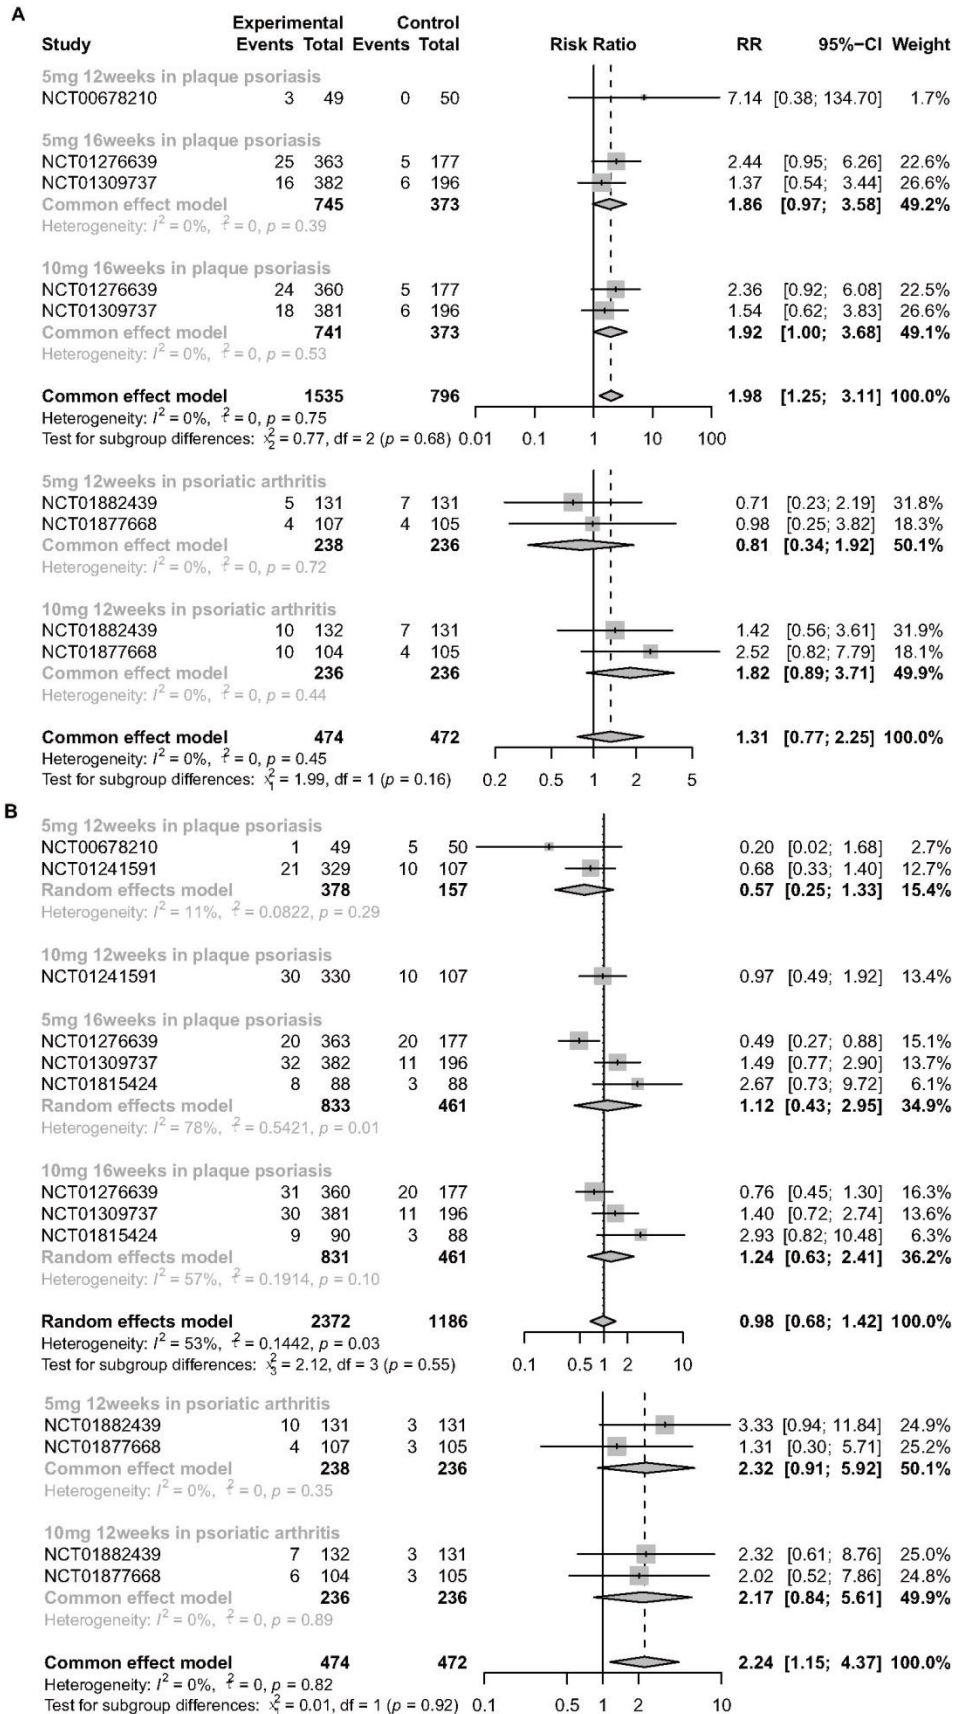 A
Experimental Control
Study Events Total Events Total Risk Ratio RR 95%−CI Weight
5mg 12weeks in plaque psoriasis
NCT00678210 3 49 0 50 7.14 [0.38; 134.70] 1.7%
5mg 16weeks in plaque psoriasis
NCT01276639 25 363 5 177 2.44 [0.95; 6.26] 22.6%
NCT01309737 16 382 6 196 1.37 [0.54; 3.44] 26.6%
Common effect model 745 373 1.86 [0.97; 3.58] 49.2%
Heterogeneity: I² = 0%, τ² = 0, p = 0.39
10mg 16weeks in plaque psoriasis
NCT01276639 24 360 5 177 2.36 [0.92; 6.08] 22.5%
NCT01309737 18 381 6 196 1.54 [0.62; 3.83] 26.6%
Common effect model 741 373 1.92 [1.00; 3.68] 49.1%
Heterogeneity: I² = 0%, τ² = 0, p = 0.53
Common effect model 1535 796 1.98 [1.25; 3.11] 100.0%
Heterogeneity: I² = 0%, τ² = 0, p = 0.75
Test for subgroup differences: χ²₂ = 0.77, df = 2 (p = 0.68) 0.01 0.1 1 10 100
5mg 12weeks in psoriatic arthritis
NCT01882439 5 131 7 131 0.71 [0.23; 2.19] 31.8%
NCT01877668 4 107 4 105 0.98 [0.25; 3.82] 18.3%
Common effect model 238 236 0.81 [0.34; 1.92] 50.1%
Heterogeneity: I² = 0%, τ² = 0, p = 0.72
10mg 12weeks in psoriatic arthritis
NCT01882439 10 132 7 131 1.42 [0.56; 3.61] 31.9%
NCT01877668 10 104 4 105 2.52 [0.82; 7.79] 18.1%
Common effect model 236 236 1.82 [0.89; 3.71] 49.9%
Heterogeneity: I² = 0%, τ² = 0, p = 0.44
Common effect model 474 472 1.31 [0.77; 2.25] 100.0%
Heterogeneity: I² = 0%, τ² = 0, p = 0.45
Test for subgroup differences: χ²₁ = 1.99, df = 1 (p = 0.16) 0.2 0.5 1 2 5
B
5mg 12weeks in plaque psoriasis
NCT00678210 1 49 5 50 0.20 [0.02; 1.68] 2.7%
NCT01241591 21 329 10 107 0.68 [0.33; 1.40] 12.7%
Random effects model 378 157 0.57 [0.25; 1.33] 15.4%
Heterogeneity: I² = 11%, τ² = 0.0822, p = 0.29
10mg 12weeks in plaque psoriasis
NCT01241591 30 330 10 107 0.97 [0.49; 1.92] 13.4%
5mg 16weeks in plaque psoriasis
NCT01276639 20 363 20 177 0.49 [0.27; 0.88] 15.1%
NCT01309737 32 382 11 196 1.49 [0.77; 2.90] 13.7%
NCT01815424 8 88 3 88 2.67 [0.73; 9.72] 6.1%
Random effects model 833 461 1.12 [0.43; 2.95] 34.9%
Heterogeneity: I² = 78%, τ² = 0.5421, p = 0.01
10mg 16weeks in plaque psoriasis
NCT01276639 31 360 20 177 0.76 [0.45; 1.30] 16.3%
NCT01309737 30 381 11 196 1.40 [0.72; 2.74] 13.6%
NCT01815424 9 90 3 88 2.93 [0.82; 10.48] 6.3%
Random effects model 831 461 1.24 [0.63; 2.41] 36.2%
Heterogeneity: I² = 57%, τ² = 0.1914, p = 0.10
Random effects model 2372 1186 0.98 [0.68; 1.42] 100.0%
Heterogeneity: I² = 53%, τ² = 0.1442, p = 0.03
Test for subgroup differences: χ²₃ = 2.12, df = 3 (p = 0.55) 0.1 0.5 1 2 10
5mg 12weeks in psoriatic arthritis
NCT01882439 10 131 3 131 3.33 [0.94; 11.84] 24.9%
NCT01877668 4 107 3 105 1.31 [0.30; 5.71] 25.2%
Common effect model 238 236 2.32 [0.91; 5.92] 50.1%
Heterogeneity: I² = 0%, τ² = 0, p = 0.35
10mg 12weeks in psoriatic arthritis
NCT01882439 7 132 3 131 2.32 [0.61; 8.76] 25.0%
NCT01877668 6 104 3 105 2.02 [0.52; 7.86] 24.8%
Common effect model 236 236 2.17 [0.84; 5.61] 49.9%
Heterogeneity: I² = 0%, τ² = 0, p = 0.89
Common effect model 474 472 2.24 [1.15; 4.37] 100.0%
Heterogeneity: I² = 0%, τ² = 0, p = 0.82
Test for subgroup differences: χ²₁ = 0.01, df = 1 (p = 0.92) 0.1 0.5 1 2 10